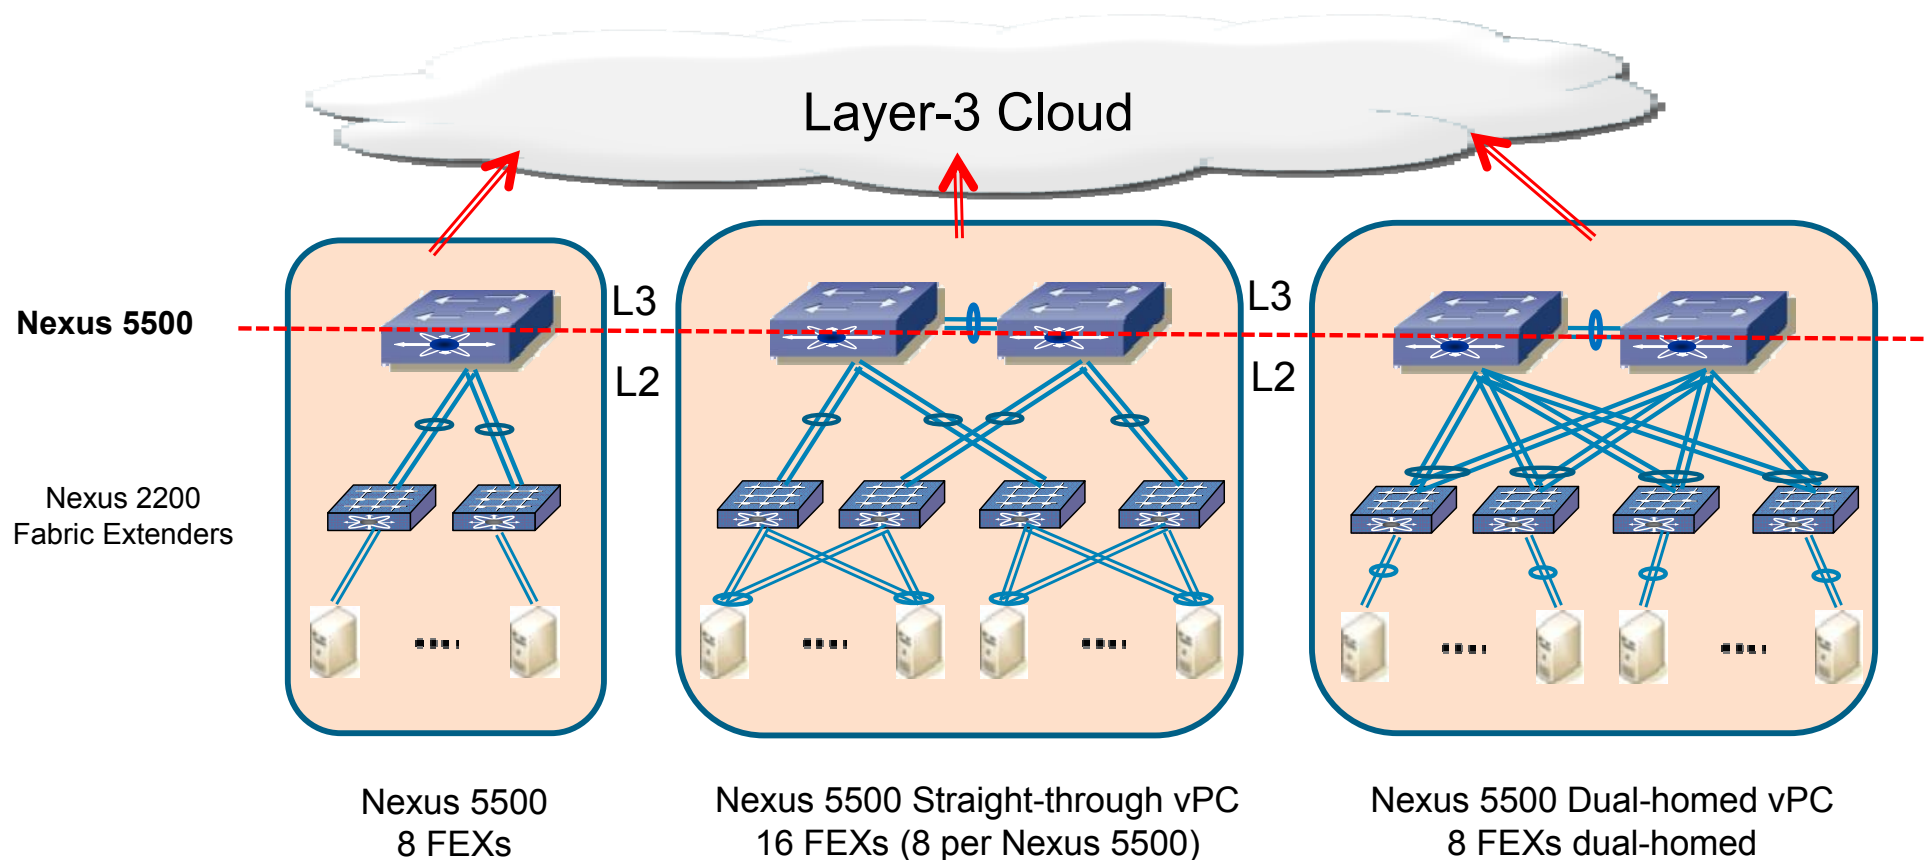 Layer-3 Cloud
L3
L3
Nexus 5500
L2
L2
Nexus 2200
Fabric Extenders
Nexus 5500
8 FEXs
Nexus 5500 Straight-through vPC
16 FEXs (8 per Nexus 5500)
Nexus 5500 Dual-homed vPC
8 FEXs dual-homed